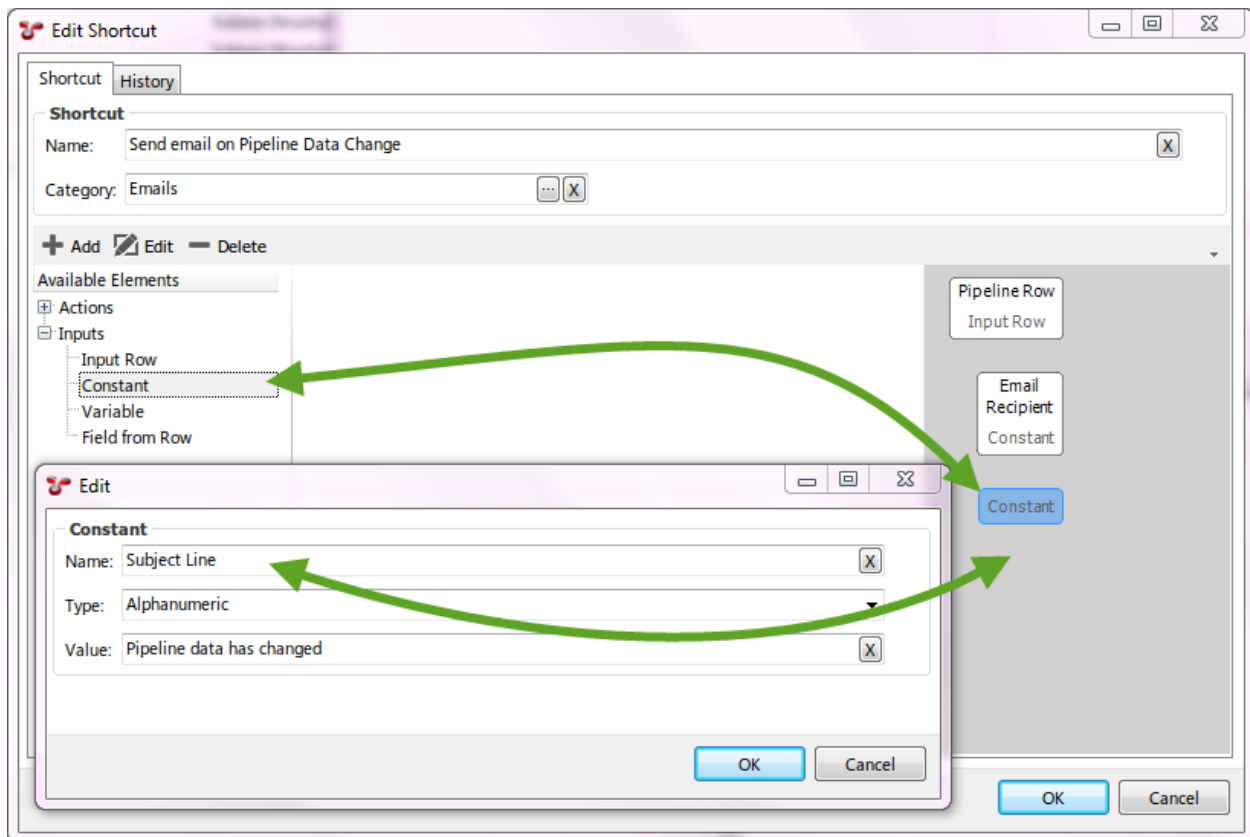 Edit Shortcut
Shortcut History
Shortcut
Name: Send email on Pipeline Data Change X
Category: Emails ... X
Add Edit Delete
Available Elements
Actions
Inputs
Input Row
Constant
Variable
Field from Row
Pipeline Row
Input Row
Email
Recipient
Constant
Constant
Edit
Constant
Name: Subject Line X
Type: Alphanumeric
Value: Pipeline data has changed X
OK Cancel
OK Cancel